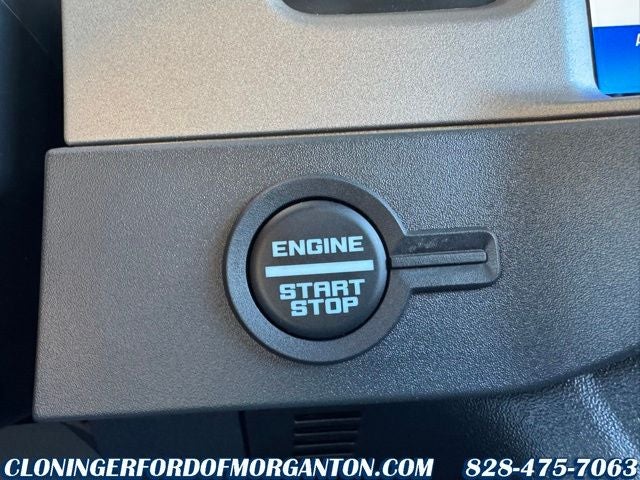 ENGINE
START
STOP
CLONINGERFORDOFMORGANTON.COM 828-475-7063